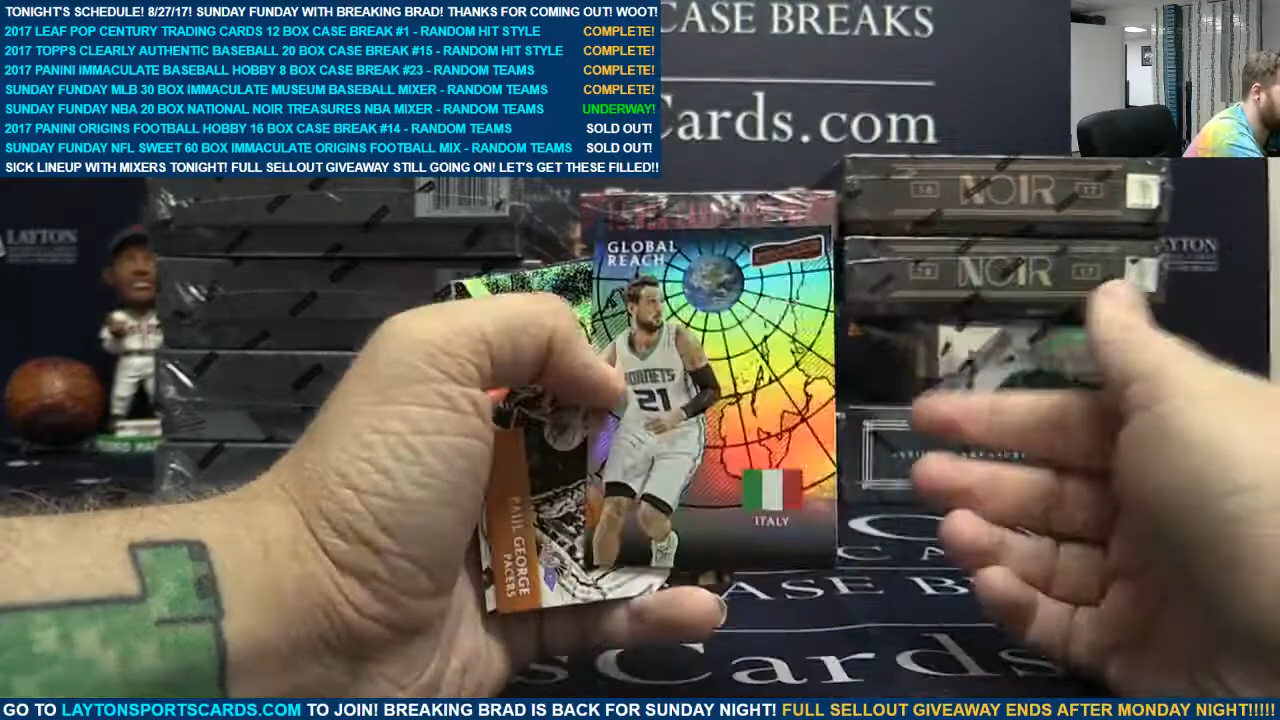 TONIGHT'S SCHEDULE! 8/27/17! SUNDAY FUNDAY WITH BREAKING BRAD! THANKS FOR COMING OUT! WOOT!
2017 LEAF POP CENTURY TRADING CARDS 12 BOX CASE BREAK #1 - RANDOM HIT STYLE COMPLETE!
2017 TOPPS CLEARLY AUTHENTIC BASEBALL 20 BOX CASE BREAK #15 - RANDOM HIT STYLE COMPLETE!
2017 PANINI IMMACULATE BASEBALL HOBBY 8 BOX CASE BREAK #23 - RANDOM TEAMS COMPLETE!
SUNDAY FUNDAY MLB 30 BOX IMMACULATE MUSEUM BASEBALL MIXER - RANDOM TEAMS COMPLETE!
SUNDAY FUNDAY NBA 20 BOX NATIONAL NOIR TREASURES NBA MIXER - RANDOM TEAMS UNDERWAY!
2017 PANINI ORIGINS FOOTBALL HOBBY 16 BOX CASE BREAK #14 - RANDOM TEAMS SOLD OUT!
SUNDAY FUNDAY NFL SWEET 60 BOX IMMACULATE ORIGINS FOOTBALL MIX - RANDOM TEAMS SOLD OUT!
SICK LINEUP WITH MIXERS TONIGHT! FULL SELLOUT GIVEAWAY STILL GOING ON! LET'S GET THESE FILLED!!
CASE BREAKS
Cards.com
16 NOIR 17
16 NOIR 17
LAYTON
LAYTON
GLOBAL
REACH
HORNETS
21
ITALY
PAUL GEORGE
PACERS
CASE B
sCards
GO TO LAYTONSPORTSCARDS.COM TO JOIN! BREAKING BRAD IS BACK FOR SUNDAY NIGHT! FULL SELLOUT GIVEAWAY ENDS AFTER MONDAY NIGHT!!!!!